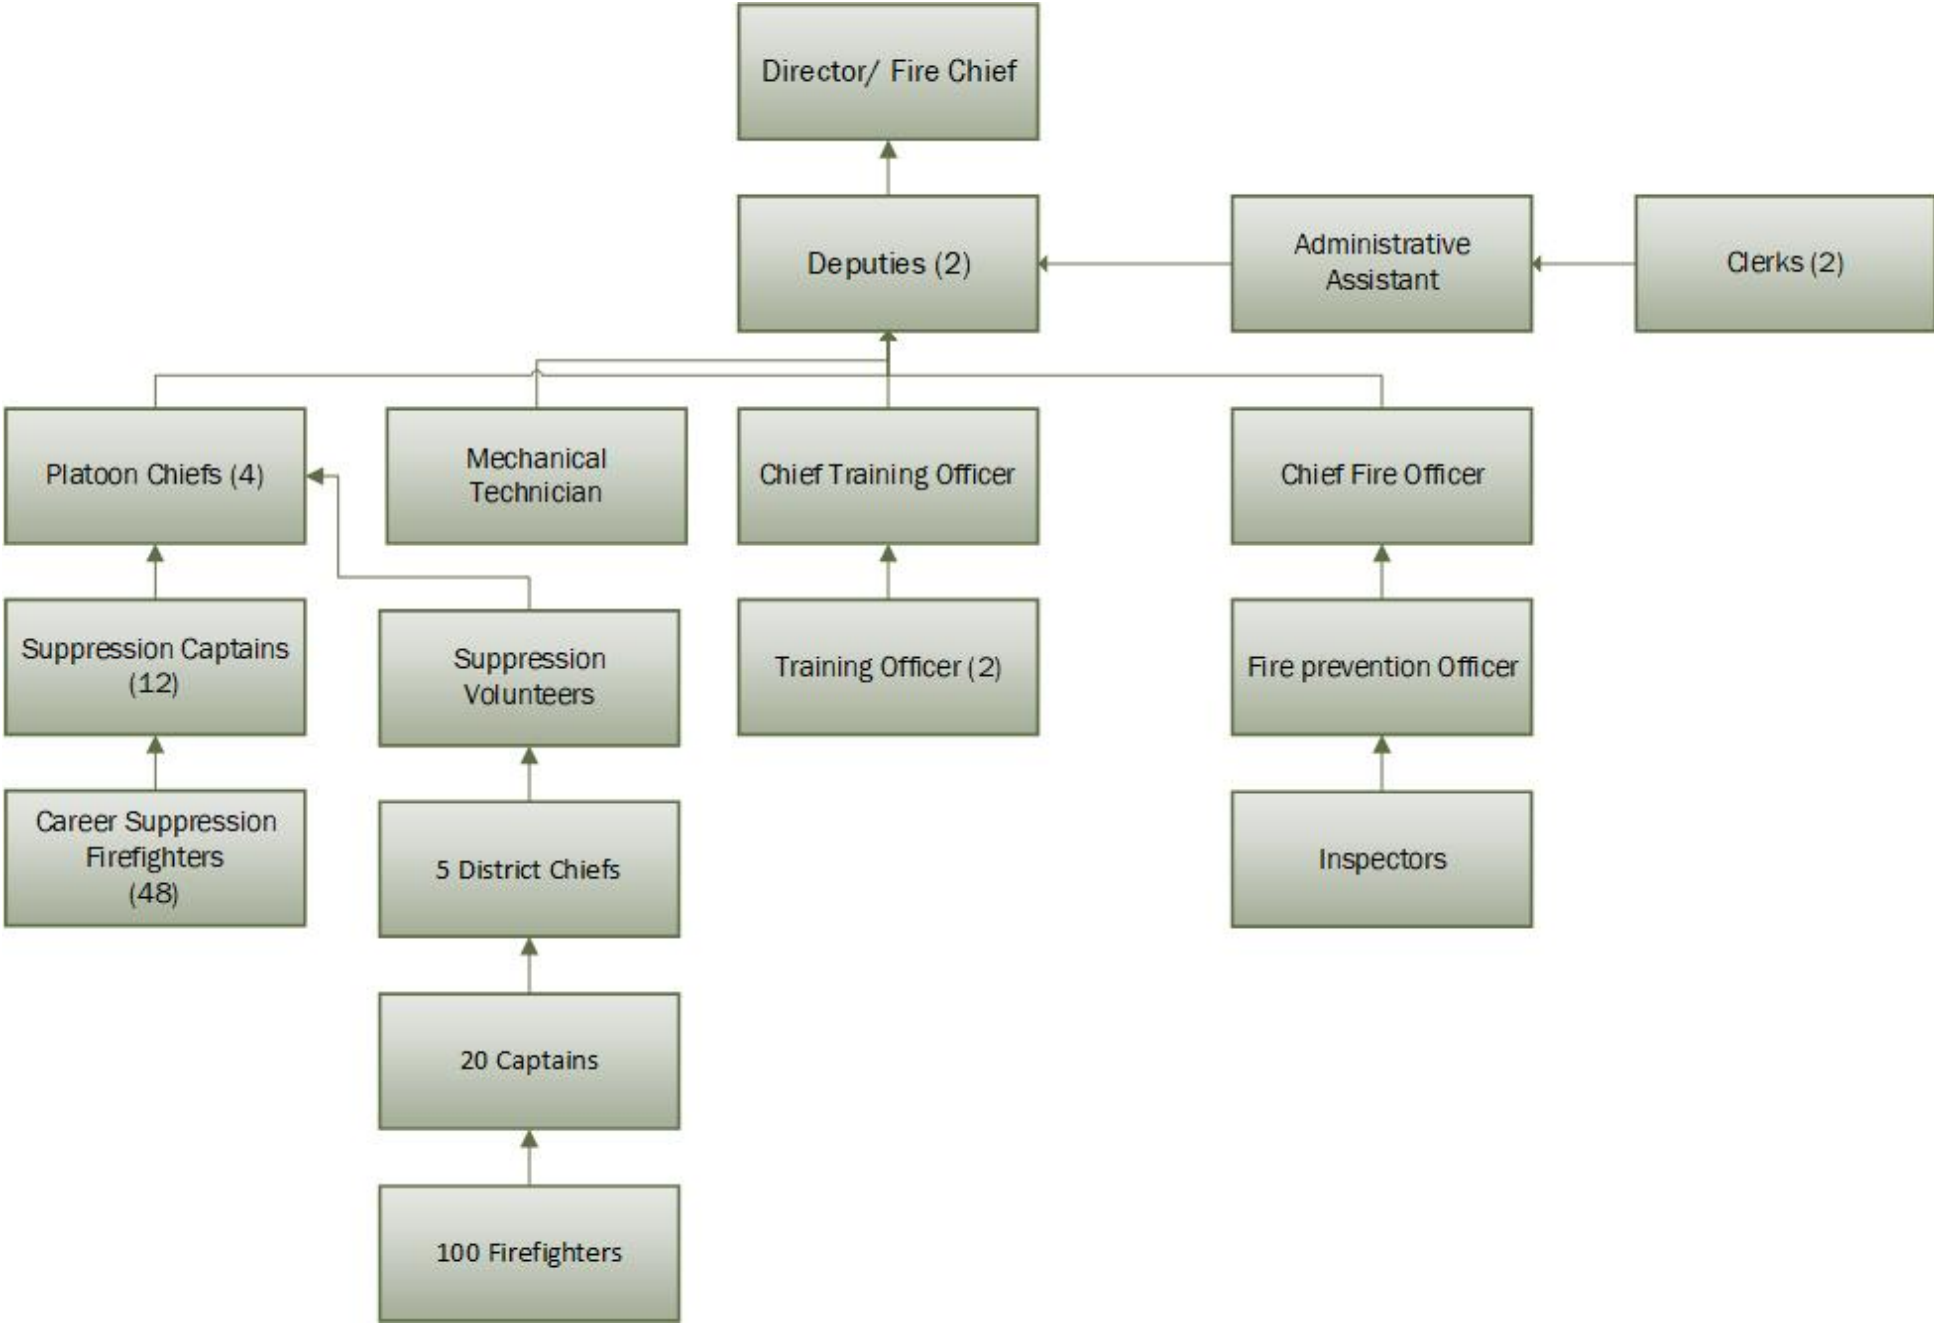 Director/ Fire Chief
Deputies (2)
Administrative
Assistant
Clerks (2)
Platoon Chiefs (4)
Mechanical
Technician
Chief Training Officer
Chief Fire Officer
Suppression Captains
(12)
Suppression
Volunteers
Training Officer (2)
Fire prevention Officer
Career Suppression
Firefighters
(48)
5 District Chiefs
Inspectors
20 Captains
100 Firefighters